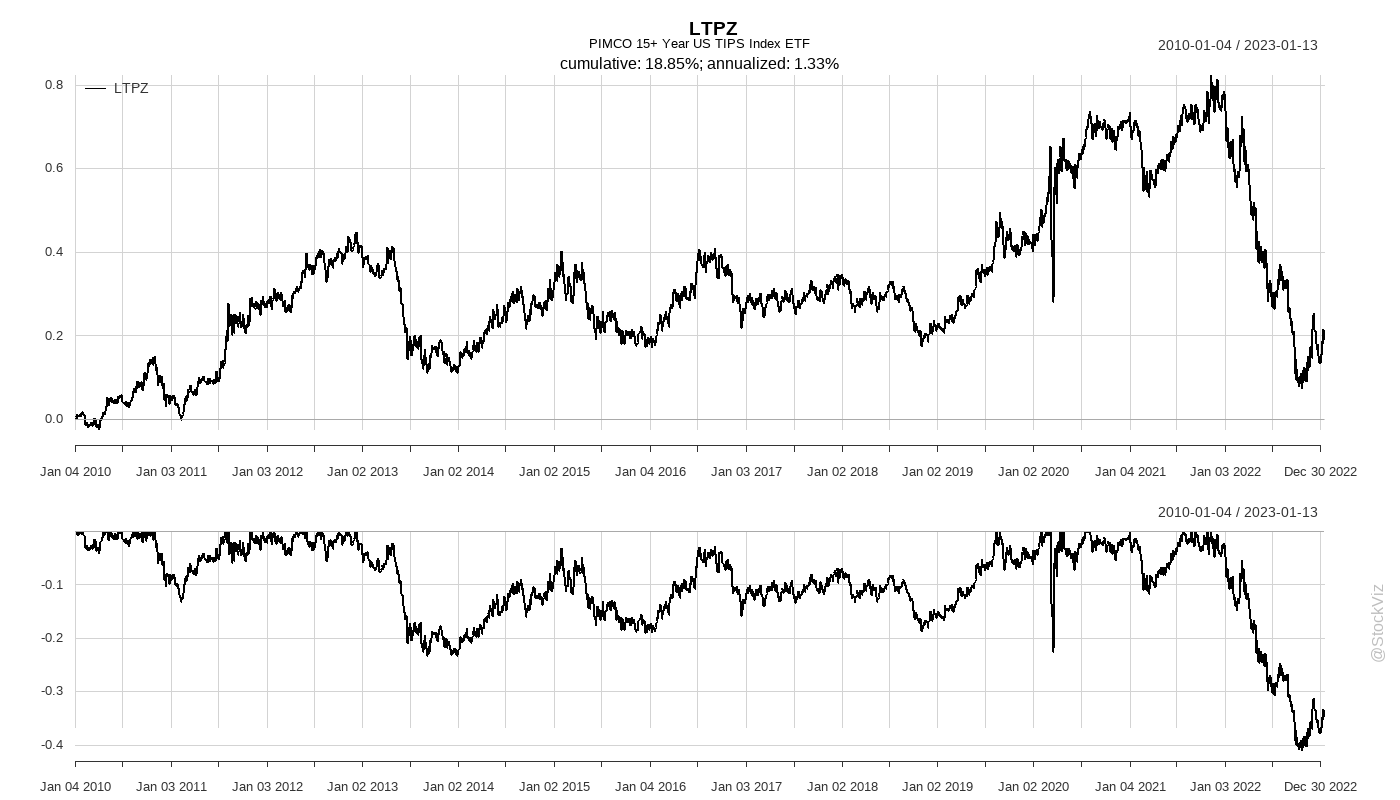 LTPZ
PIMCO 15+ Year US TIPS Index ETF
2010-01-04 / 2023-01-13
cumulative: 18.85%; annualized: 1.33%
LTPZ
0.8
0.6
0.4
0.2
0.0
Jan 04 2010 Jan 03 2011 Jan 03 2012 Jan 02 2013 Jan 02 2014 Jan 02 2015 Jan 04 2016 Jan 03 2017 Jan 02 2018 Jan 02 2019 Jan 02 2020 Jan 04 2021 Jan 03 2022 Dec 30 2022
2010-01-04 / 2023-01-13
-0.1
-0.2
-0.3
-0.4
Jan 04 2010 Jan 03 2011 Jan 03 2012 Jan 02 2013 Jan 02 2014 Jan 02 2015 Jan 04 2016 Jan 03 2017 Jan 02 2018 Jan 02 2019 Jan 02 2020 Jan 04 2021 Jan 03 2022 Dec 30 2022
@StockViz